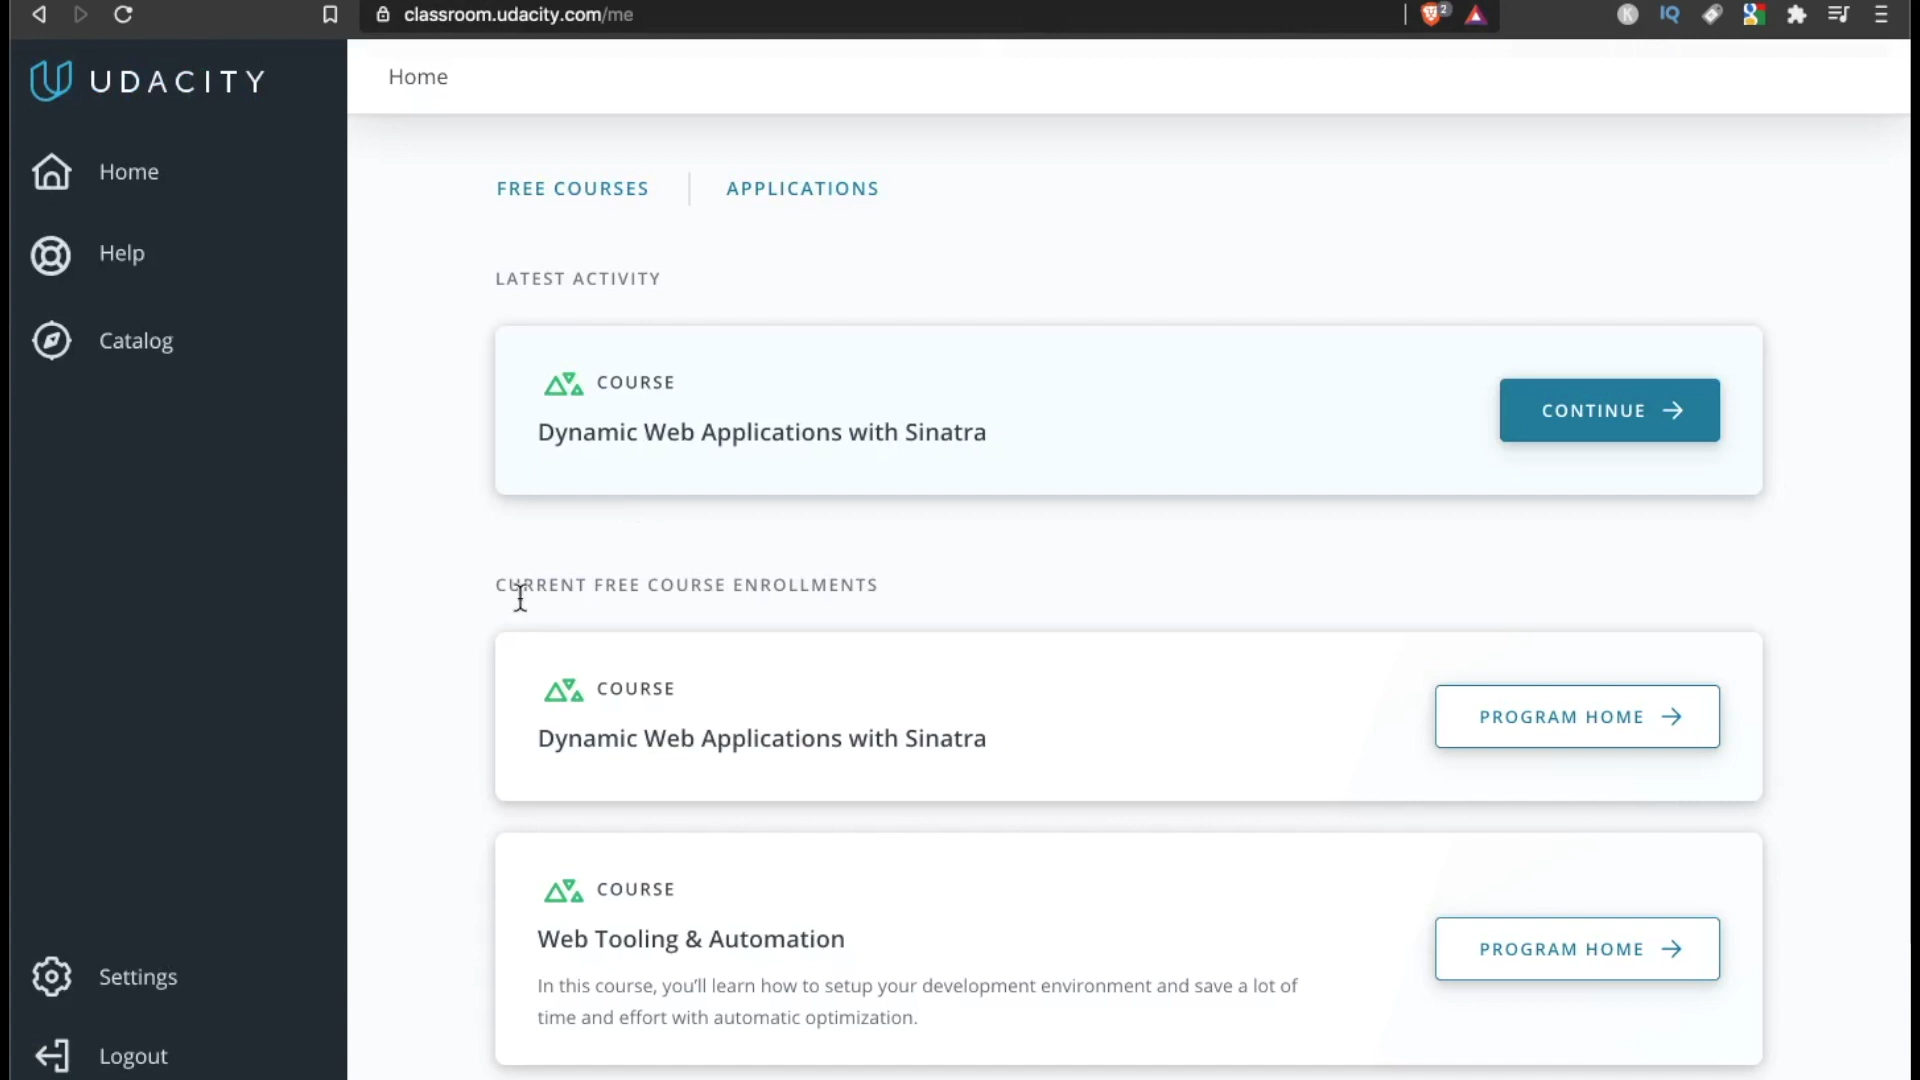 classroom.udacity.com/me
2
K
IQ
UDACITY
Home
Home
Help
Catalog
Settings
Logout
FREE COURSES
APPLICATIONS
LATEST ACTIVITY
COURSE
Dynamic Web Applications with Sinatra
CONTINUE
CURRENT FREE COURSE ENROLLMENTS
COURSE
Dynamic Web Applications with Sinatra
PROGRAM HOME
COURSE
Web Tooling & Automation
In this course, you'll learn how to setup your development environment and save a lot of
time and effort with automatic optimization.
PROGRAM HOME